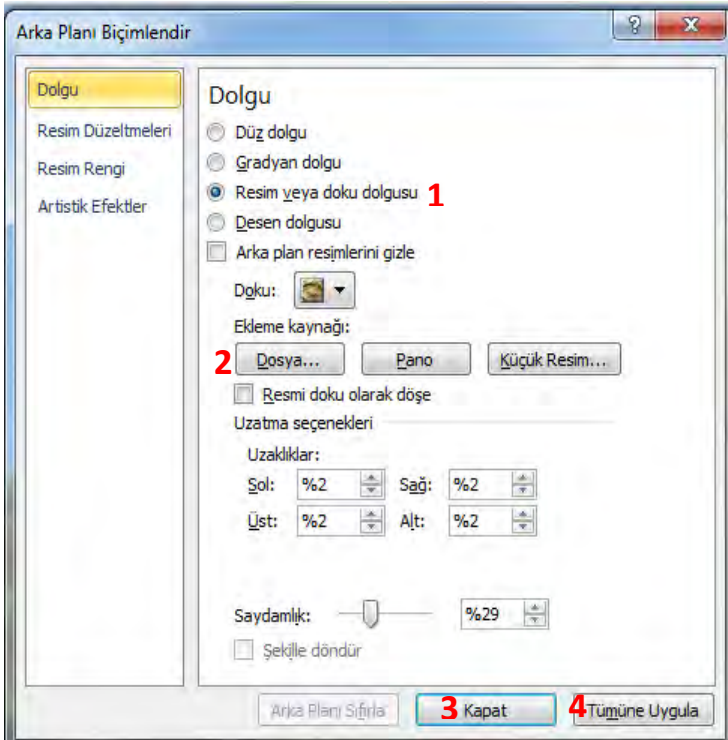 Arka Planı Biçimlendir
Dolgu
Resim Düzeltmeleri
Resim Rengi
Artistik Efektler
Dolgu
Düz dolgu
Gradyan dolgu
Resim veya doku dolgusu 1
Desen dolgusu
Arka plan resimlerini gizle
Doku:
Ekleme kaynağı:
2 Dosya... Pano Küçük Resim...
Resmi doku olarak döşe
Uzatma seçenekleri
Uzaklıklar:
Sol: %2 Sağ: %2
Üst: %2 Alt: %2
Saydamlık: %29
Şekille döndür
Arka Planı Sıfırla 3 Kapat 4 Tümüne Uygula